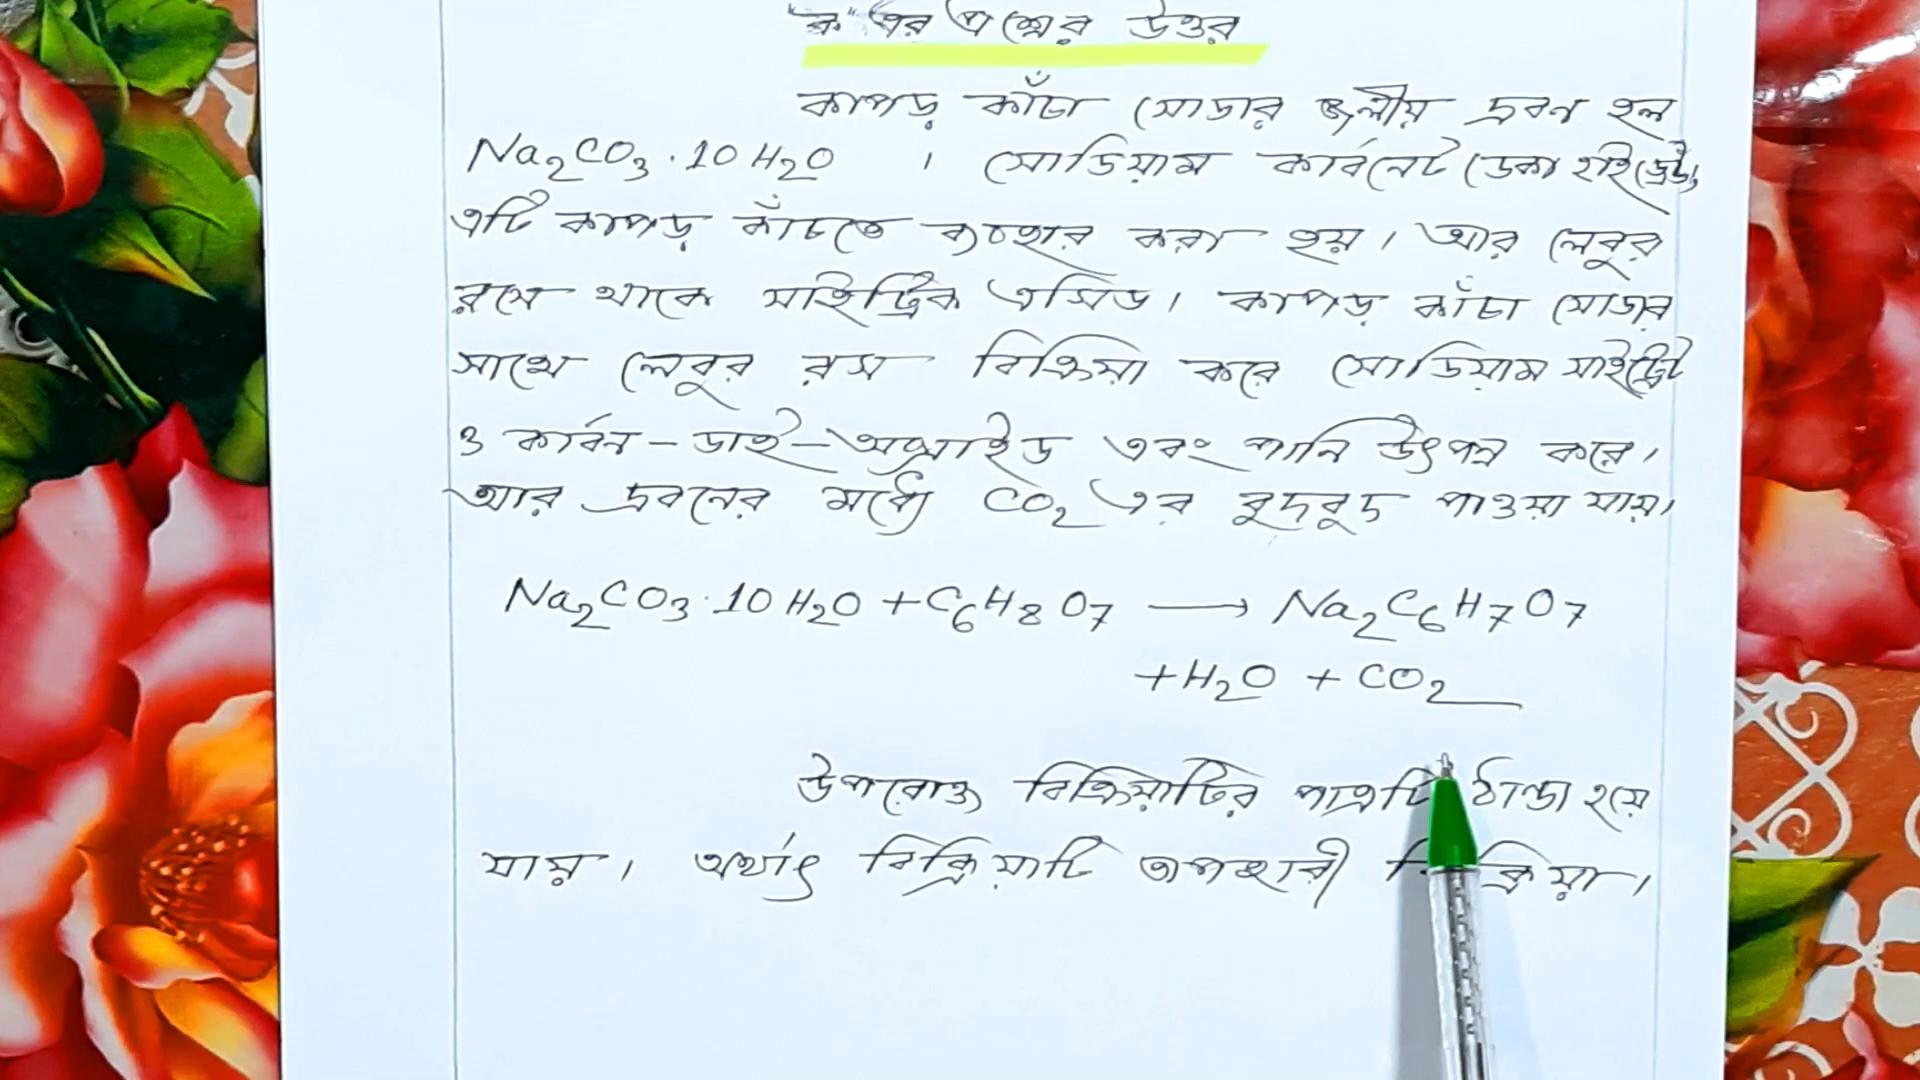 "ক" এর প্রশ্নের উত্তর
কাপড় কাঁচা সোডার জলীয় দ্রবন হল
Na₂CO₃·10H₂O । সোডিয়াম কার্বনেট ডেকা হাইড্রেট,
এটি কাপড় কাঁচতে ব্যবহার করা হয়। আর লেবুর
রসে থাকে সাইট্রিক এসিড। কাপড় কাঁচা সোডার
সাথে লেবুর রস বিক্রিয়া করে সোডিয়াম সাইট্রেট
ও কার্বন-ডাই-অক্সাইড এবং পানি উৎপন্ন করে।
আর দ্রবনের মধ্যে CO₂ এর বুদবুদ পাওয়া যায়।
Na₂CO₃·10H₂O + C₆H₈O₇ → Na₂C₆H₇O₇
+H₂O + CO₂
উপরোক্ত বিক্রিয়াটির পাত্রটি ঠান্ডা হয়ে
যায়। অর্থাৎ বিক্রিয়াটি তাপহারী বিক্রিয়া।